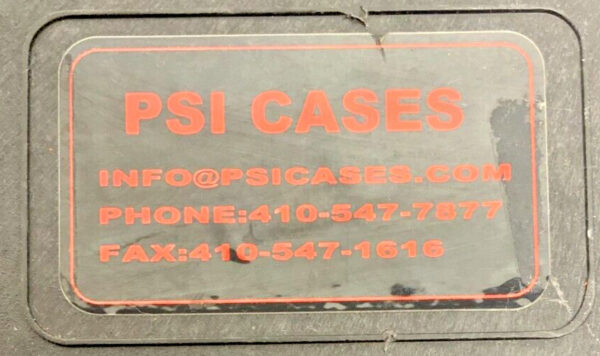 PSI CASES
INFO@PSICASES.COM
PHONE:410-547-7877
FAX:410-547-1616